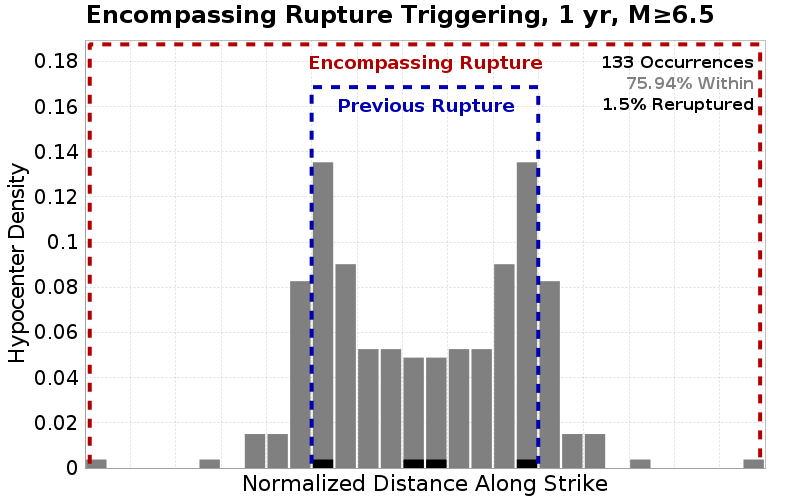 Encompassing Rupture Triggering, 1 yr, M≥6.5
Encompassing Rupture
133 Occurrences
75.94% Within
1.5% Reruptured
Previous Rupture
Hypocenter Density
0.18
0.16
0.14
0.12
0.1
0.08
0.06
0.04
0.02
0
Normalized Distance Along Strike